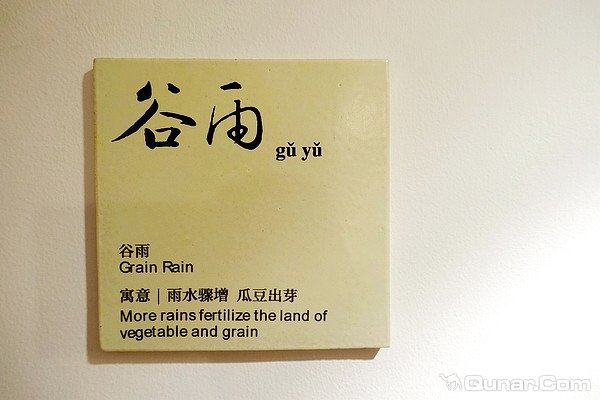 谷雨
gǔ yǔ
谷雨
Grain Rain
寓意｜雨水驟增 瓜豆出芽
More rains fertilize the land of
vegetable and grain
Qunar.Com